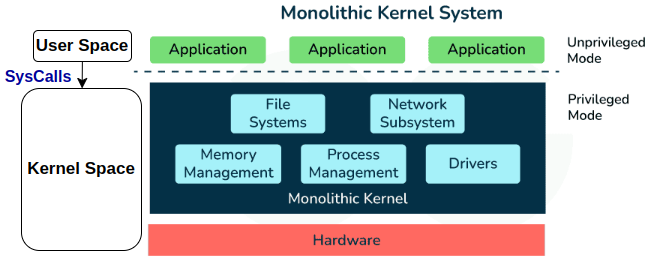 Monolithic Kernel System
User Space
Application
Application
Application
Unprivileged
Mode
SysCalls
Kernel Space
File
Systems
Network
Subsystem
Privileged
Mode
Memory
Management
Process
Management
Drivers
Monolithic Kernel
Hardware